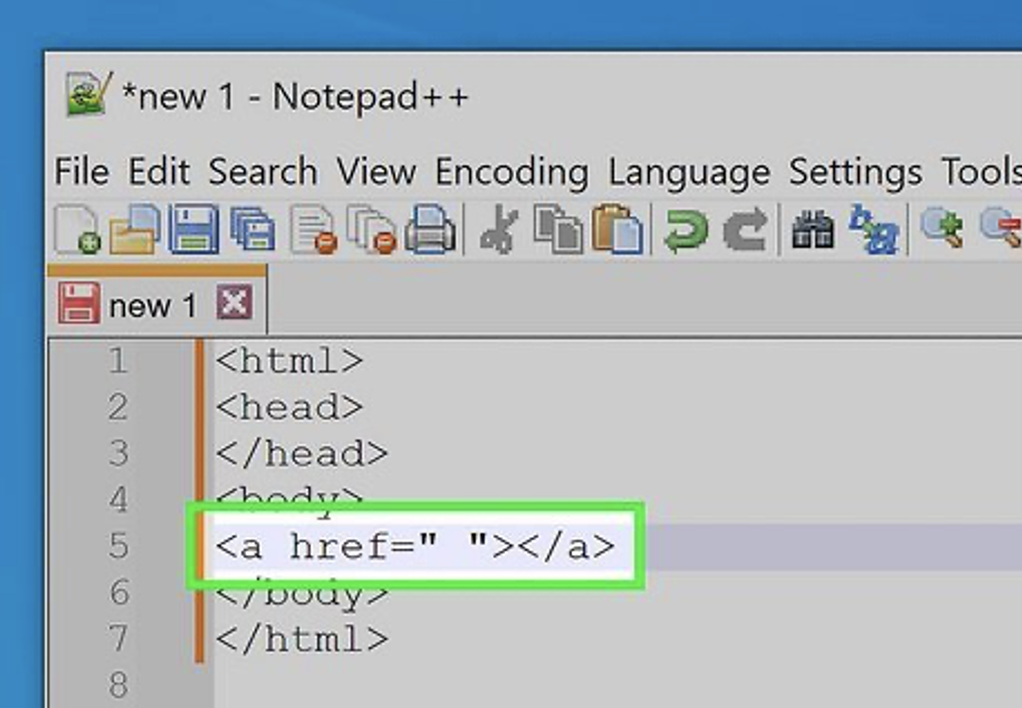 *new 1 - Notepad++
File Edit Search View Encoding Language Settings Tools
new 1
1 <html>
2 <head>
3 </head>
4 <body>
5 <a href=" "></a>
6 </body>
7 </html>
8